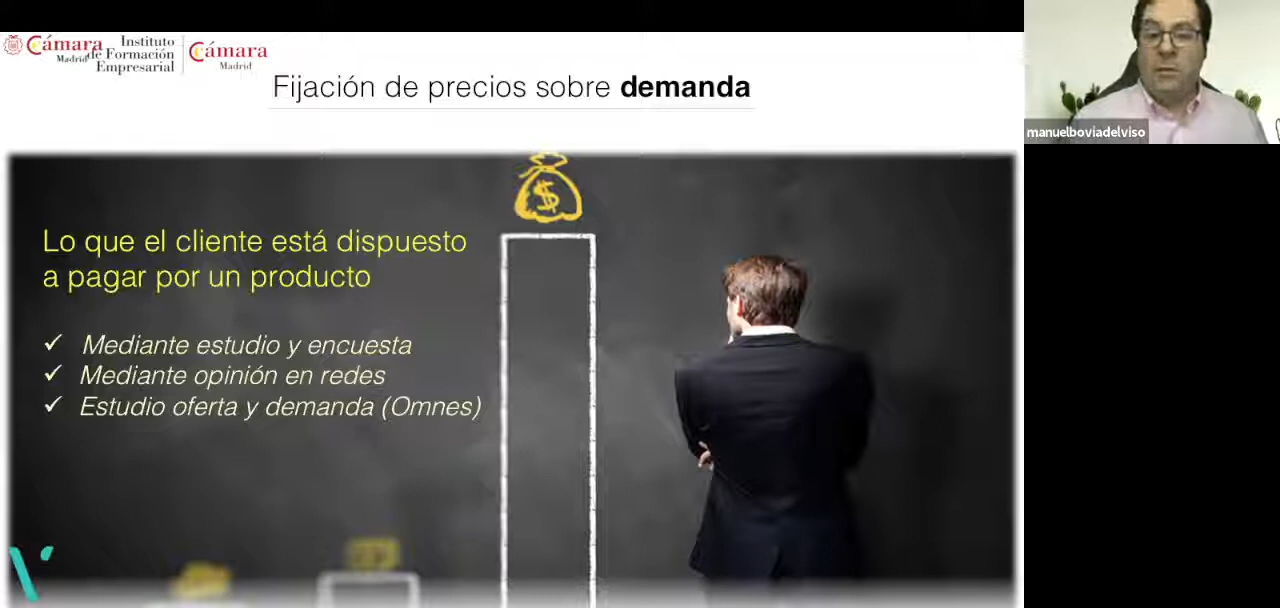 Cámara
Madrid
Instituto
de Formación
Empresarial
Cámara
Madrid
Fijación de precios sobre demanda
manuelboviadelviso
$
Lo que el cliente está dispuesto
a pagar por un producto
✓ Mediante estudio y encuesta
✓ Mediante opinión en redes
✓ Estudio oferta y demanda (Omnes)